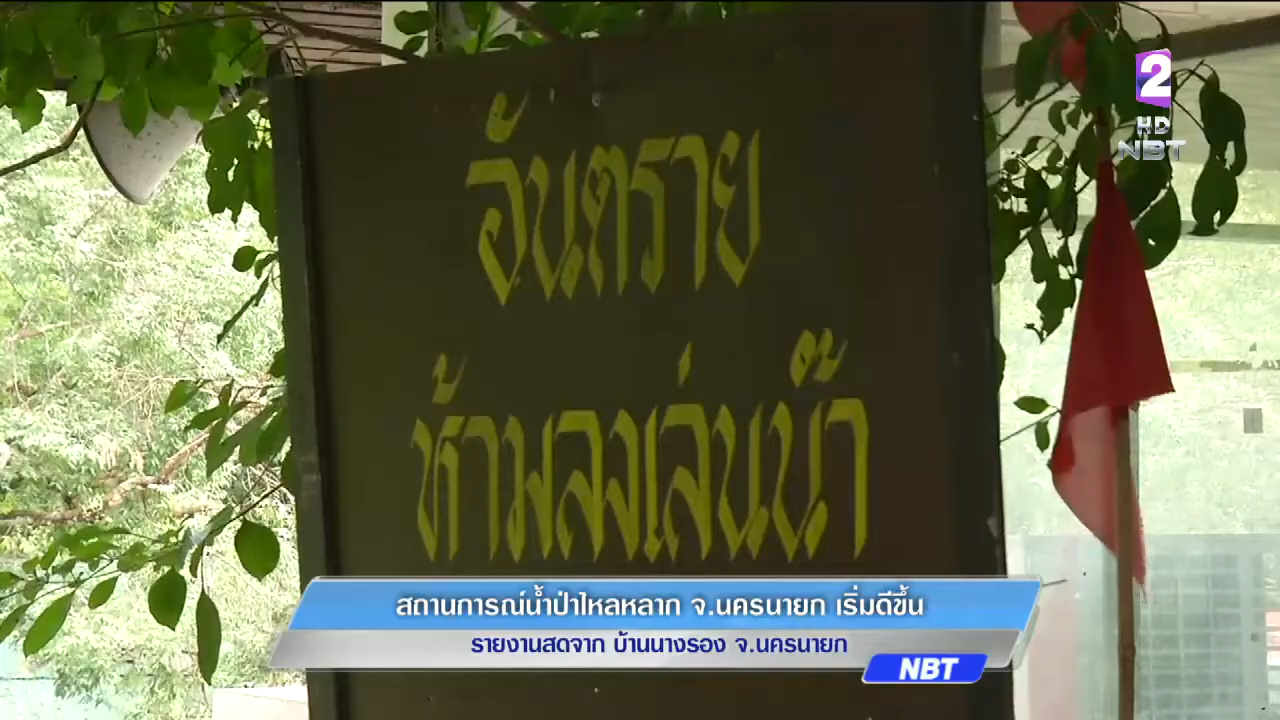 2
HD
NBT
อันตราย
ห้ามลงเล่นน้ำ
สถานการณ์น้ำป่าไหลหลาก จ.นครนายก เริ่มดีขึ้น
รายงานสดจาก บ้านนางรอง จ.นครนายก
NBT